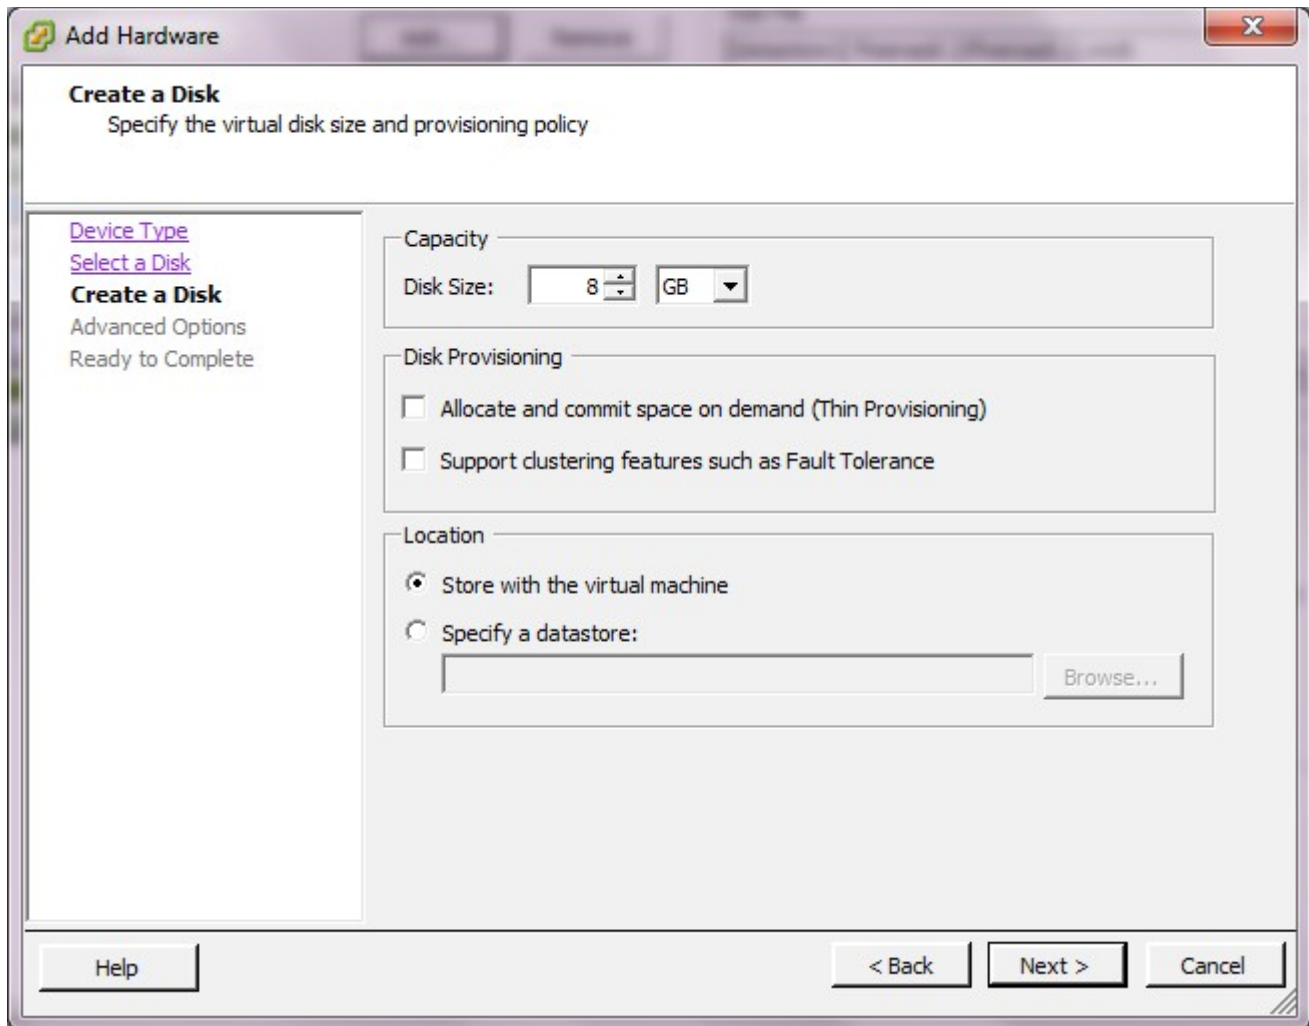 Add Hardware
Create a Disk
Specify the virtual disk size and provisioning policy
Device Type
Select a Disk
Create a Disk
Advanced Options
Ready to Complete
Capacity
Disk Size: 8 GB
Disk Provisioning
Allocate and commit space on demand (Thin Provisioning)
Support clustering features such as Fault Tolerance
Location
Store with the virtual machine
Specify a datastore:
Browse...
Help
< Back
Next >
Cancel